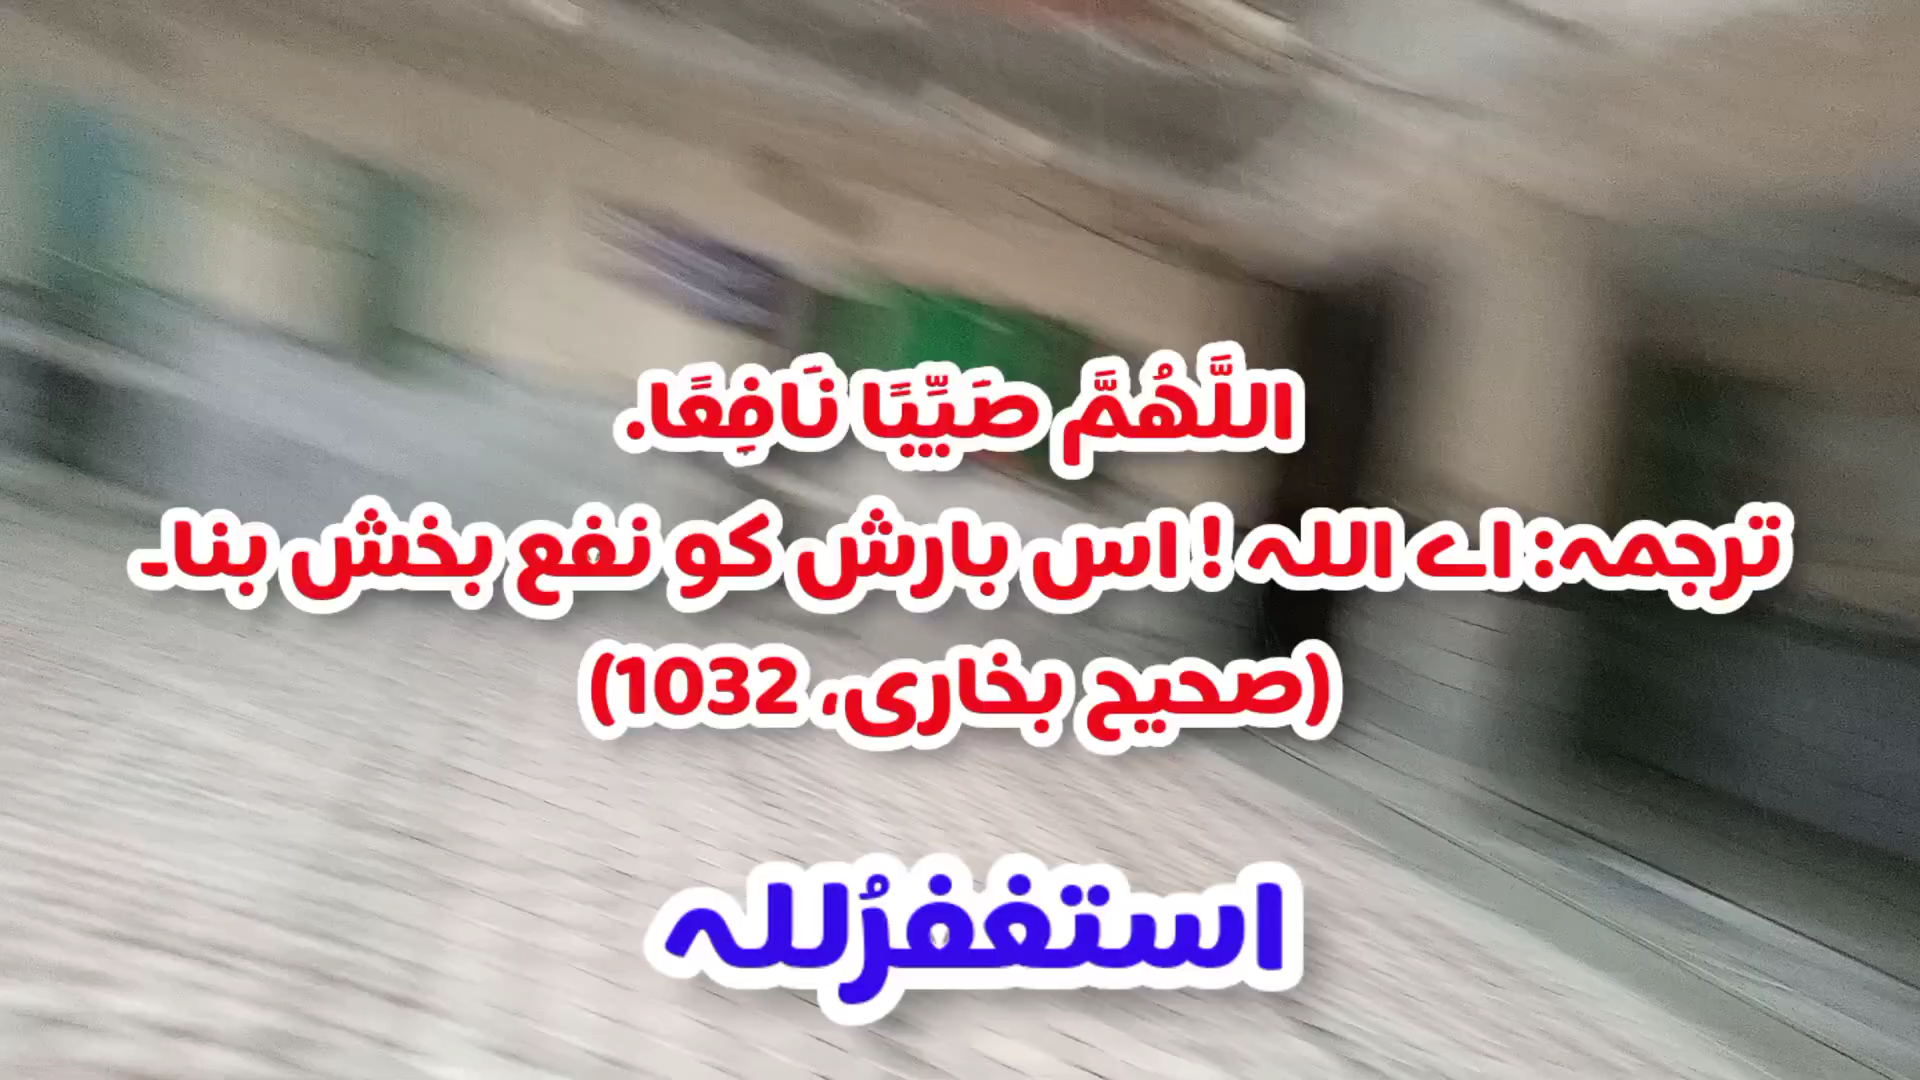 اللَّهُمَّ صَيِّبًا نَافِعًا.
ترجمہ: اے اللہ ! اس بارش کو نفع بخش بنا۔
(صحیح بخاری، 1032)
استغفرُللہ